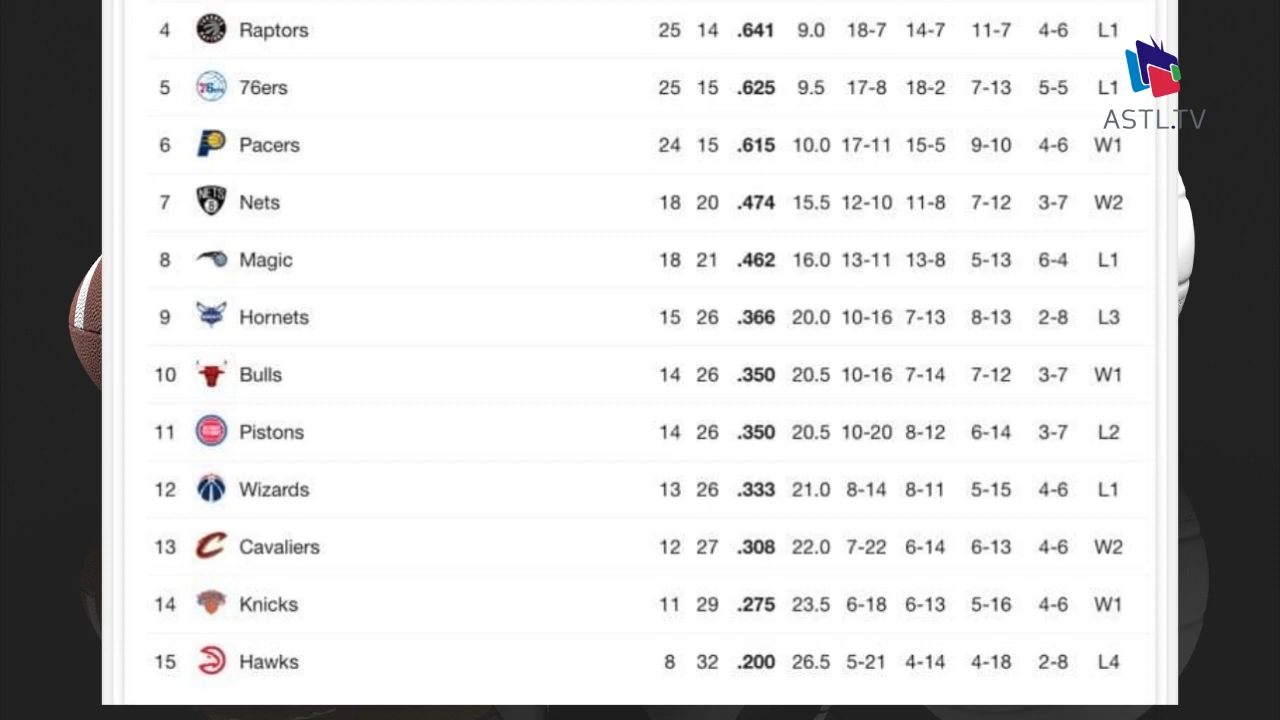 4 Raptors 25 14 .641 9.0 18-7 14-7 11-7 4-6 L1
5 76ers 25 15 .625 9.5 17-8 18-2 7-13 5-5 L1
ASTL.TV
6 Pacers 24 15 .615 10.0 17-11 15-5 9-10 4-6 W1
7 Nets 18 20 .474 15.5 12-10 11-8 7-12 3-7 W2
8 Magic 18 21 .462 16.0 13-11 13-8 5-13 6-4 L1
9 Hornets 15 26 .366 20.0 10-16 7-13 8-13 2-8 L3
10 Bulls 14 26 .350 20.5 10-16 7-14 7-12 3-7 W1
11 Pistons 14 26 .350 20.5 10-20 8-12 6-14 3-7 L2
12 Wizards 13 26 .333 21.0 8-14 8-11 5-15 4-6 L1
13 Cavaliers 12 27 .308 22.0 7-22 6-14 6-13 4-6 W2
14 Knicks 11 29 .275 23.5 6-18 6-13 5-16 4-6 W1
15 Hawks 8 32 .200 26.5 5-21 4-14 4-18 2-8 L4